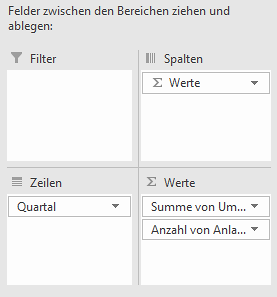 Felder zwischen den Bereichen ziehen und
ablegen:
Filter
Spalten
Σ Werte
Zeilen
Σ Werte
Quartal
Summe von Um...
Anzahl von Anla...